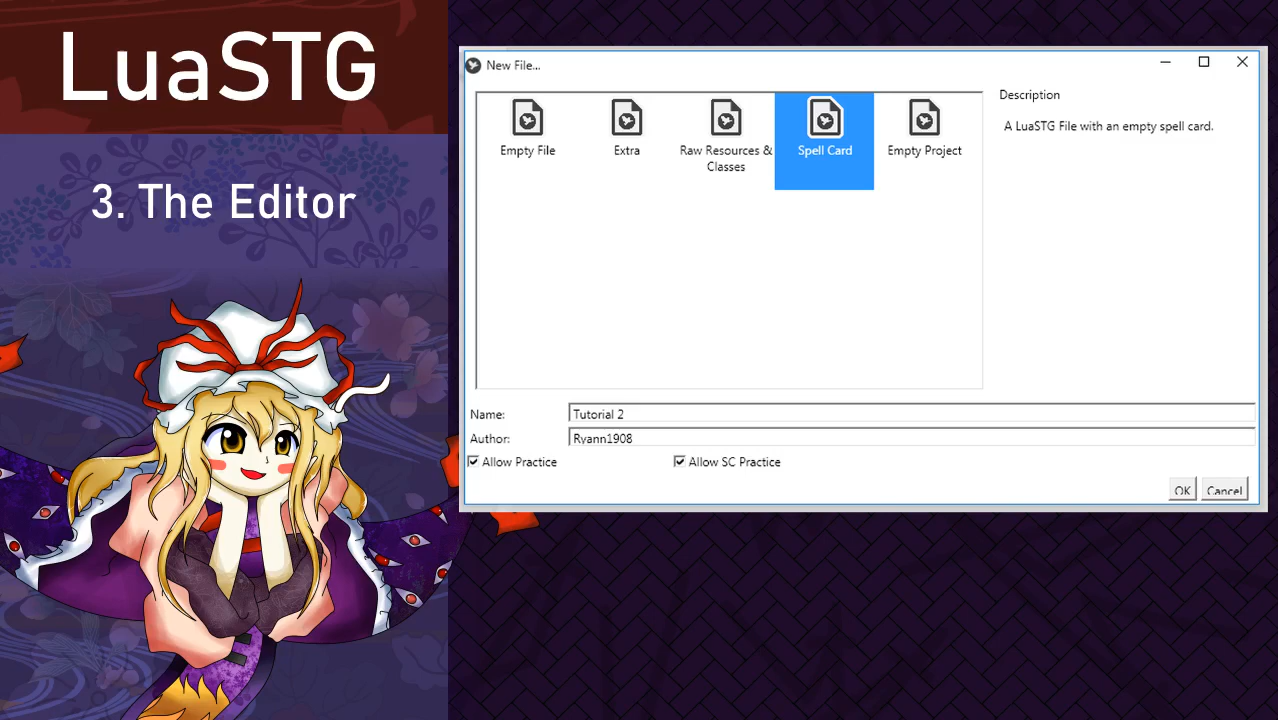 LuaSTG
3. The Editor
New File...
Empty File
Extra
Raw Resources &
Classes
Spell Card
Empty Project
Description
A LuaSTG File with an empty spell card.
Name:
Tutorial 2
Author:
Ryann1908
Allow Practice
Allow SC Practice
OK
Cancel